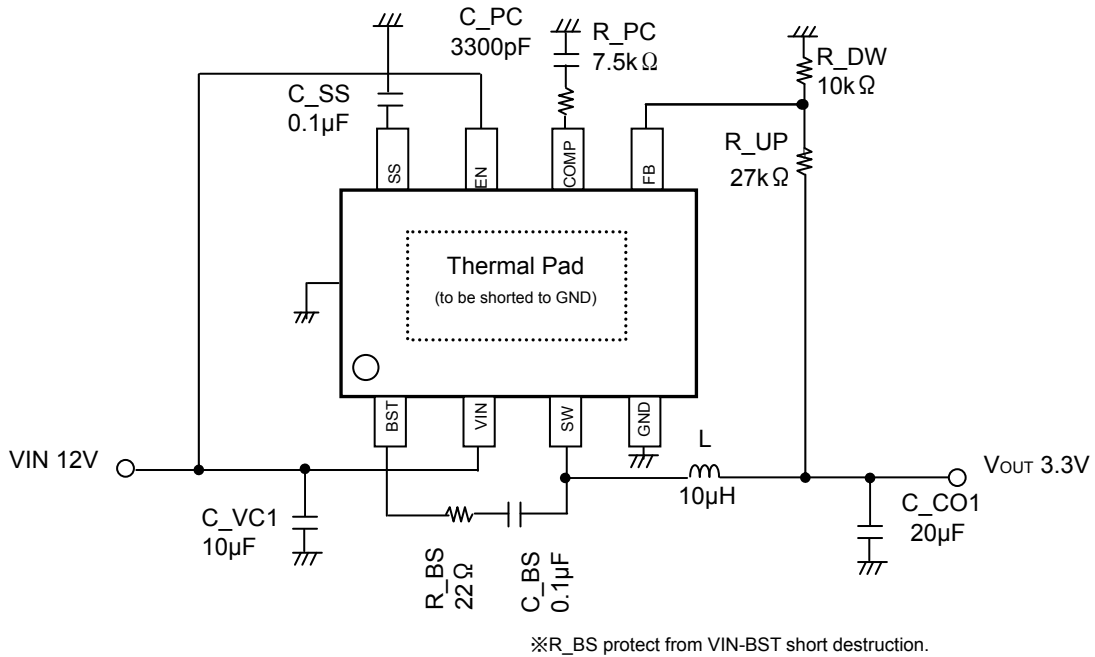 C_PC
3300pF
R_PC
7.5kΩ
R_DW
10kΩ
C_SS
0.1µF
R_UP
27kΩ
SS
EN
COMP
FB
Thermal Pad
(to be shorted to GND)
BST
VIN
SW
GND
VIN 12V
L
10µH
VOUT 3.3V
C_VC1
10µF
C_CO1
20µF
R_BS
22Ω
C_BS
0.1µF
※R_BS protect from VIN-BST short destruction.